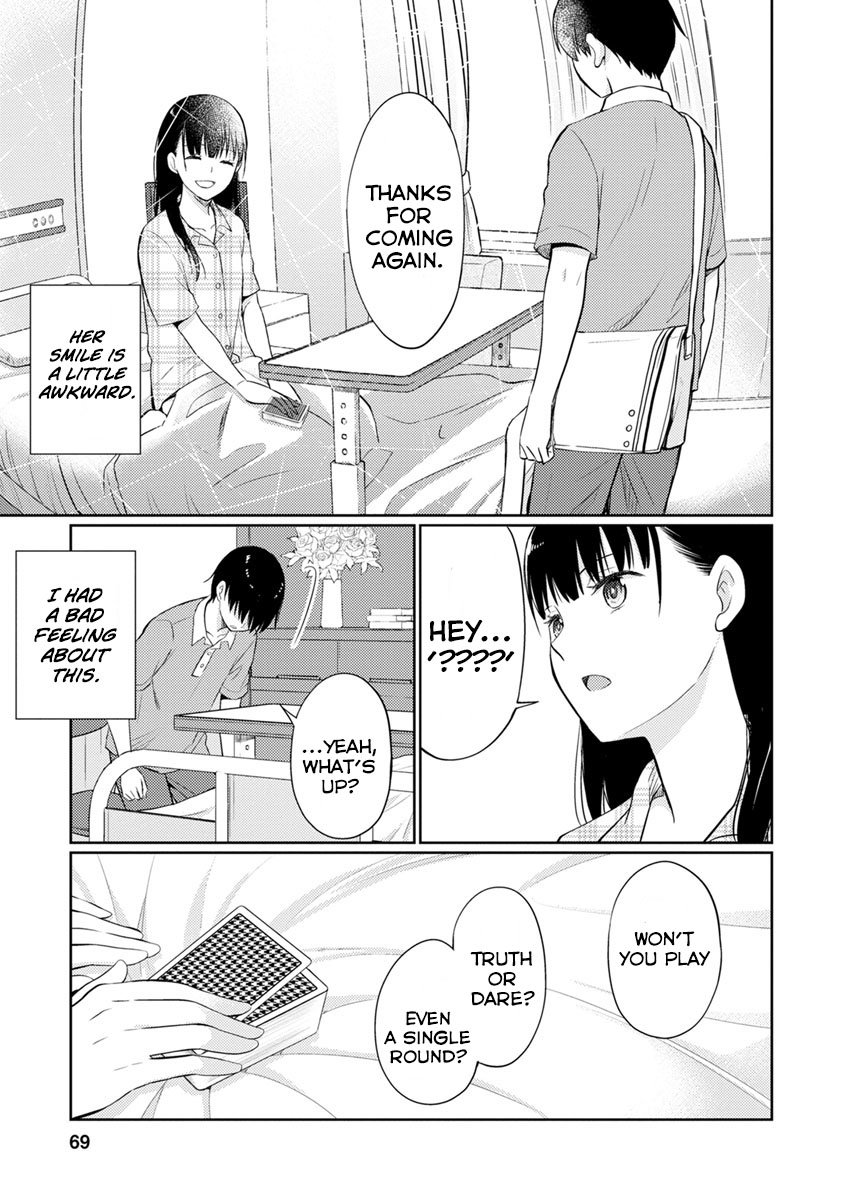 THANKS
FOR
COMING
AGAIN.
HER
SMILE IS
A LITTLE
AWKWARD.
HEY...
'????'
I HAD
A BAD
FEELING
ABOUT
THIS.
...YEAH,
WHAT'S
UP?
WON'T
YOU PLAY
TRUTH
OR
DARE?
EVEN
A SINGLE
ROUND?
69